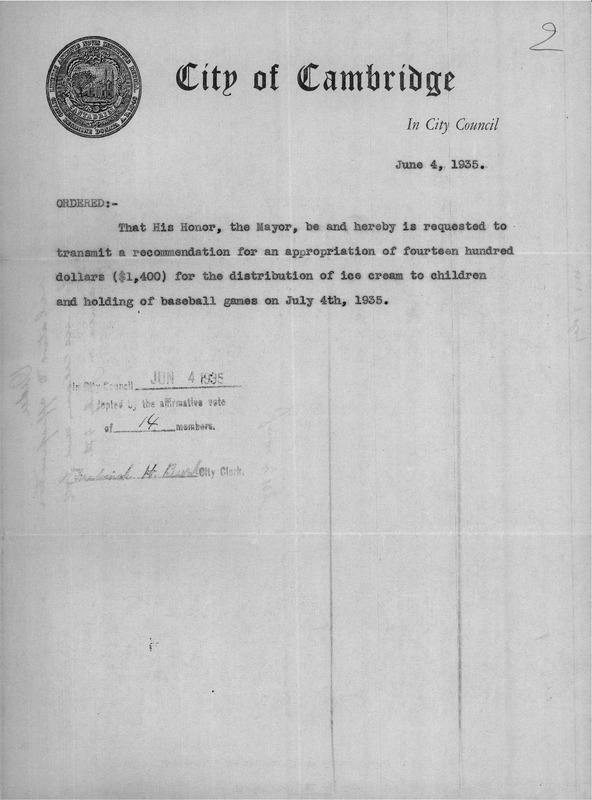 2
City of Cambridge
In City Council
June 4, 1935.
ORDERED:-
That His Honor, the Mayor, be and hereby is requested to
transmit a recommendation for an appropriation of fourteen hundred
dollars ($1,400) for the distribution of ice cream to children
and holding of baseball games on July 4th, 1935.
In City Council JUN 4 1935
dopted by the affirmative vote
of 14 members.
Frederick H. City Clerk.